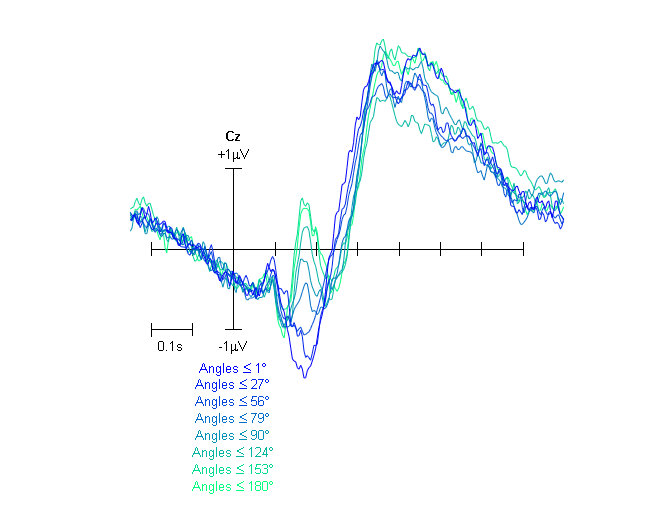 Cz
+1µV
0.1s
-1µV
Angles ≤ 1°
Angles ≤ 27°
Angles ≤ 56°
Angles ≤ 79°
Angles ≤ 90°
Angles ≤ 124°
Angles ≤ 153°
Angles ≤ 180°